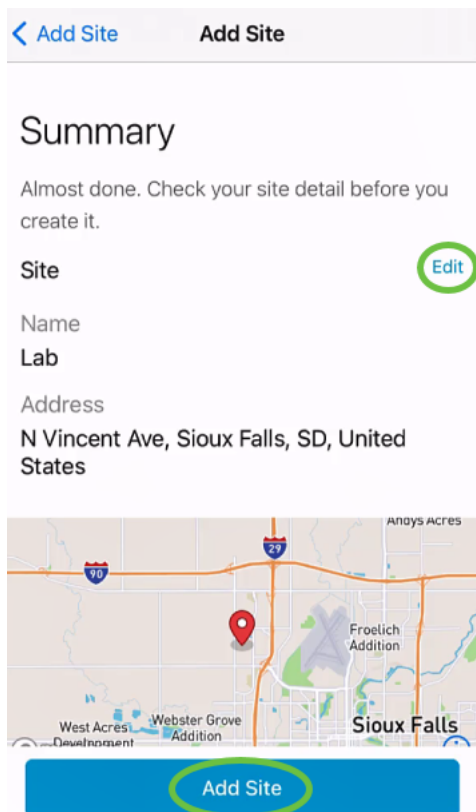 Add Site
Add Site
Summary
Almost done. Check your site detail before you
create it.
Site
Edit
Name
Lab
Address
N Vincent Ave, Sioux Falls, SD, United
States
Andys Acres
29
90
Froelich
Addition
West Acres
Development
Webster Grove
Addition
Sioux Falls
Add Site